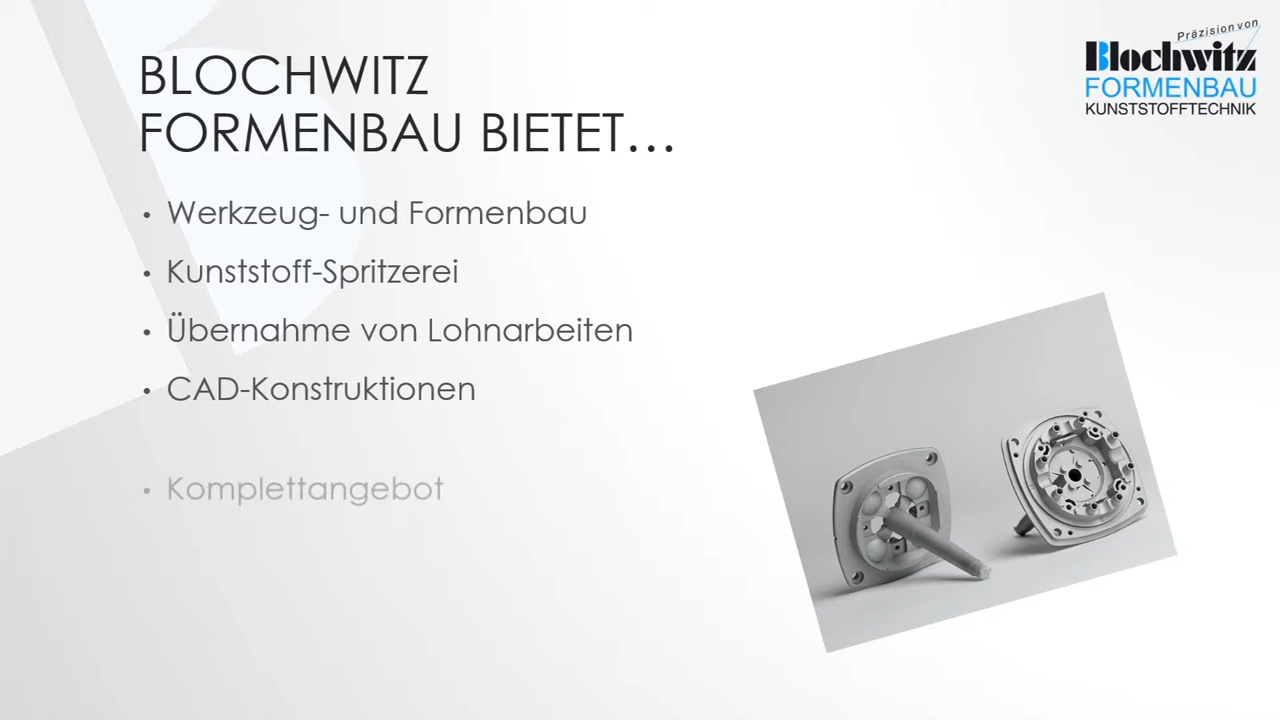 BLOCHWITZ
FORMENBAU BIETET…
Präzision von
Blochwitz
FORMENBAU
KUNSTSTOFFTECHNIK
• Werkzeug- und Formenbau
• Kunststoff-Spritzerei
• Übernahme von Lohnarbeiten
• CAD-Konstruktionen
• Komplettangebot